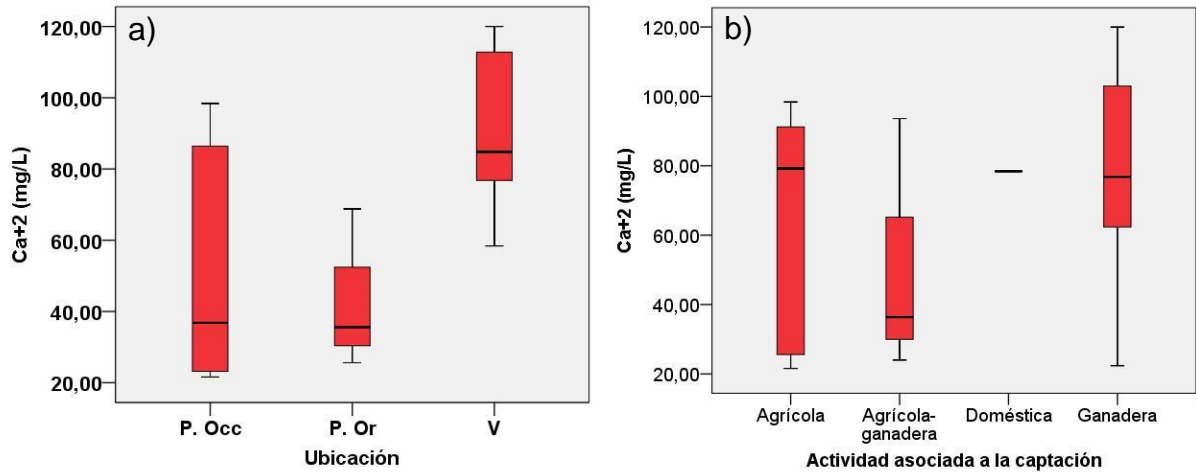 a)
Ca+2 (mg/L)
120,00
100,00
80,00
60,00
40,00
20,00
P. Occ P. Or V
Ubicación
b)
Ca+2 (mg/L)
120,00
100,00
80,00
60,00
40,00
20,00
Agrícola Agrícola- Doméstica Ganadera
ganadera
Actividad asociada a la captación